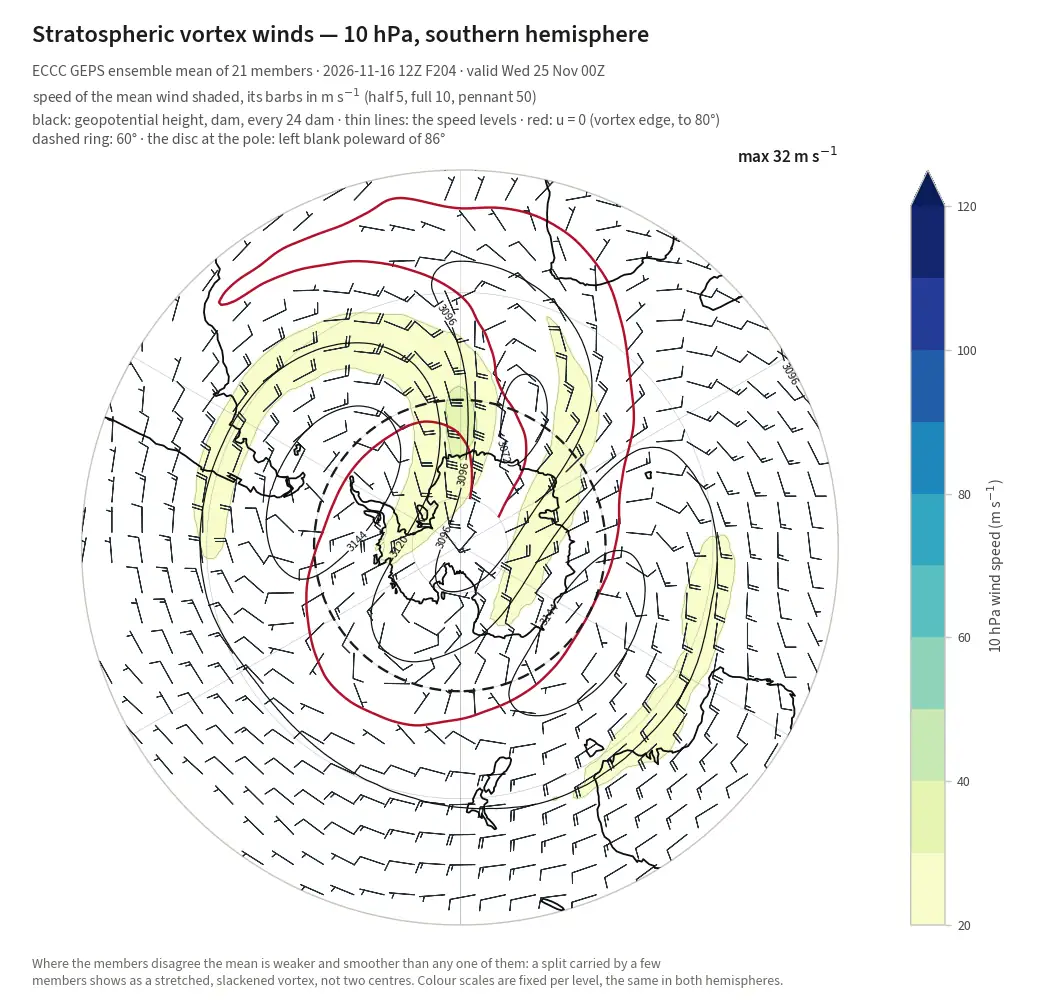 Stratospheric vortex winds — 10 hPa, southern hemisphere
ECCC GEPS ensemble mean of 21 members · 2026-11-16 12Z F204 · valid Wed 25 Nov 00Z
speed of the mean wind shaded, its barbs in m s⁻¹ (half 5, full 10, pennant 50)
black: geopotential height, dam, every 24 dam · thin lines: the speed levels · red: u = 0 (vortex edge, to 80°)
dashed ring: 60° · the disc at the pole: left blank poleward of 86°
max 32 m s⁻¹
120
100
80
60
40
20
10 hPa wind speed (m s⁻¹)
3096
3096
3072
3096
3096
3144
3120
3144
Where the members disagree the mean is weaker and smoother than any one of them: a split carried by a few
members shows as a stretched, slackened vortex, not two centres. Colour scales are fixed per level, the same in both hemispheres.